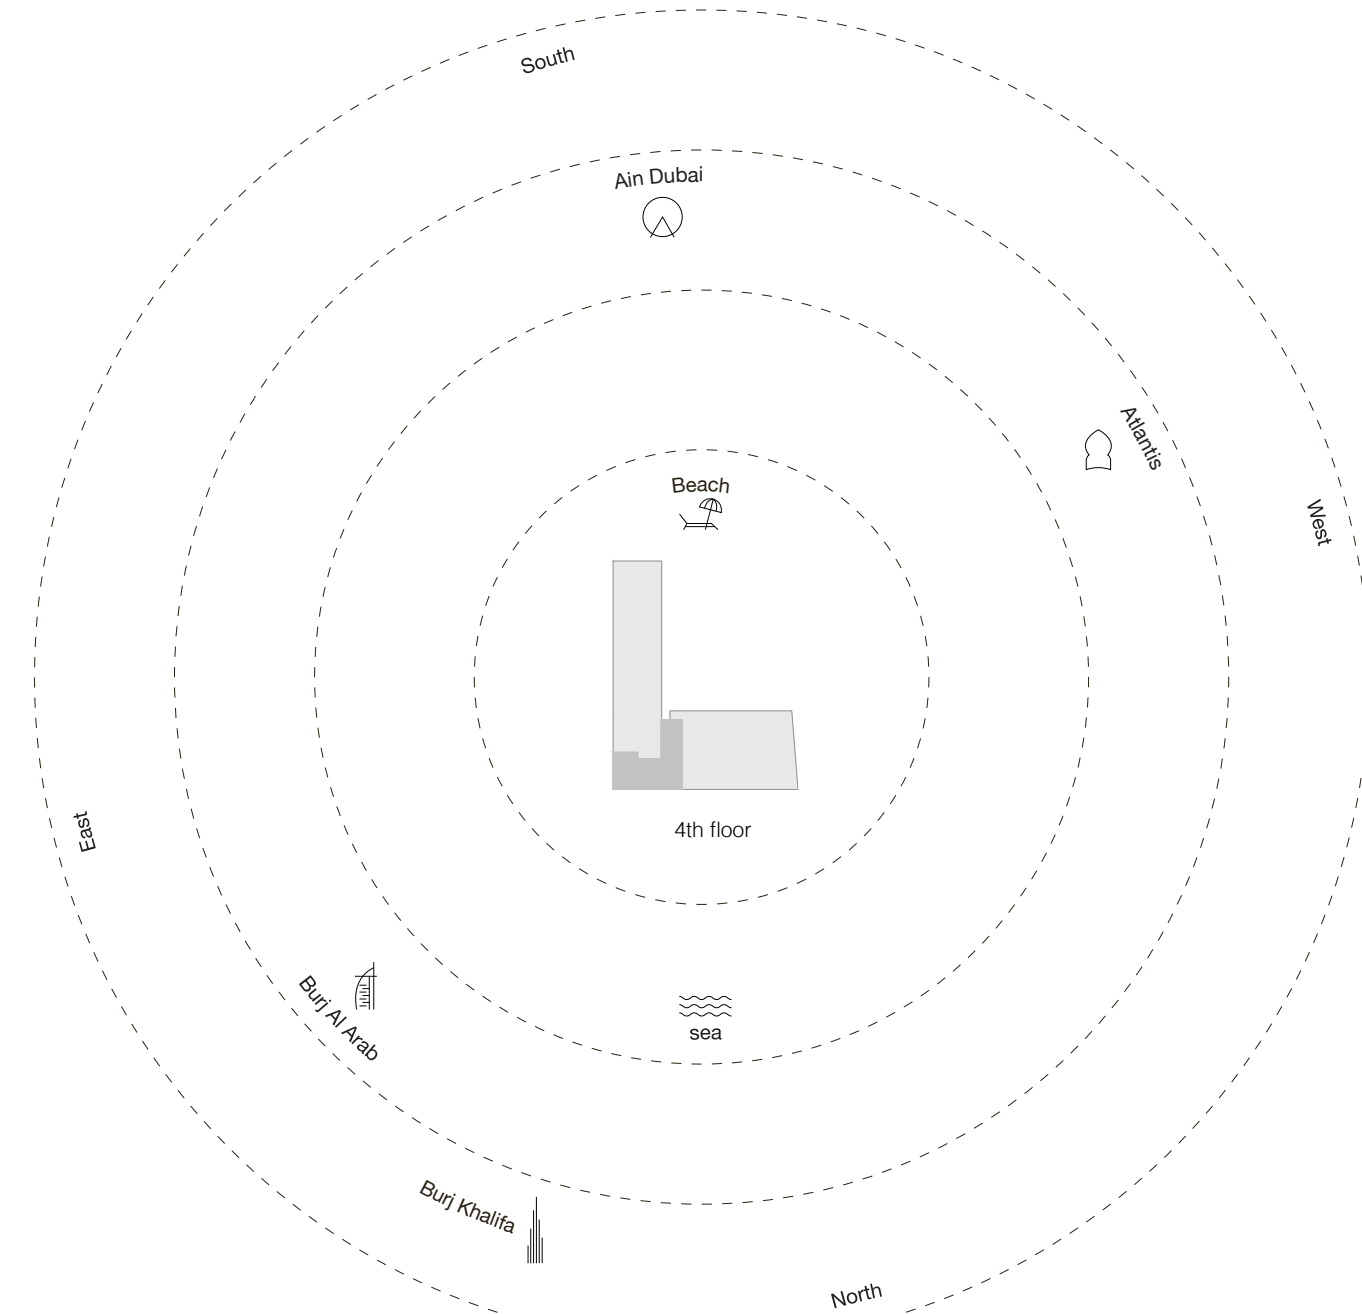 South
Ain Dubai
Atlantis
Beach
West
East
4th floor
Burj Al Arab
sea
Burj Khalifa
North